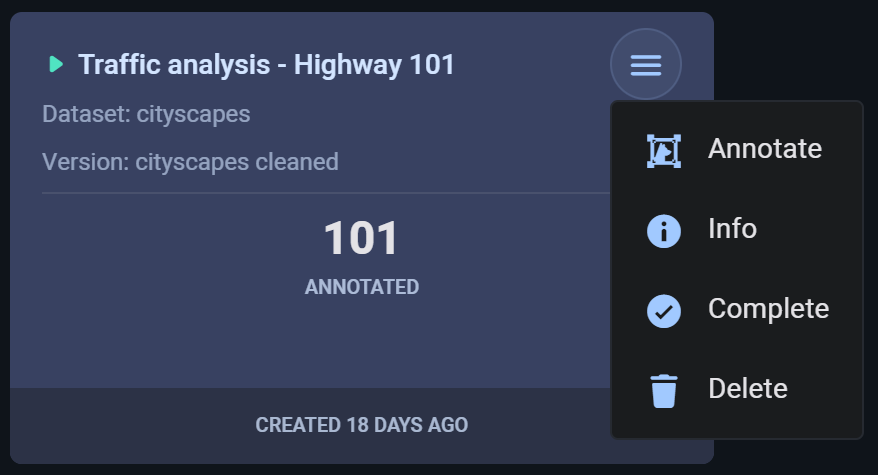 Traffic analysis - Highway 101
Dataset: cityscapes
Version: cityscapes cleaned
101
ANNOTATED
CREATED 18 DAYS AGO
Annotate
Info
Complete
Delete